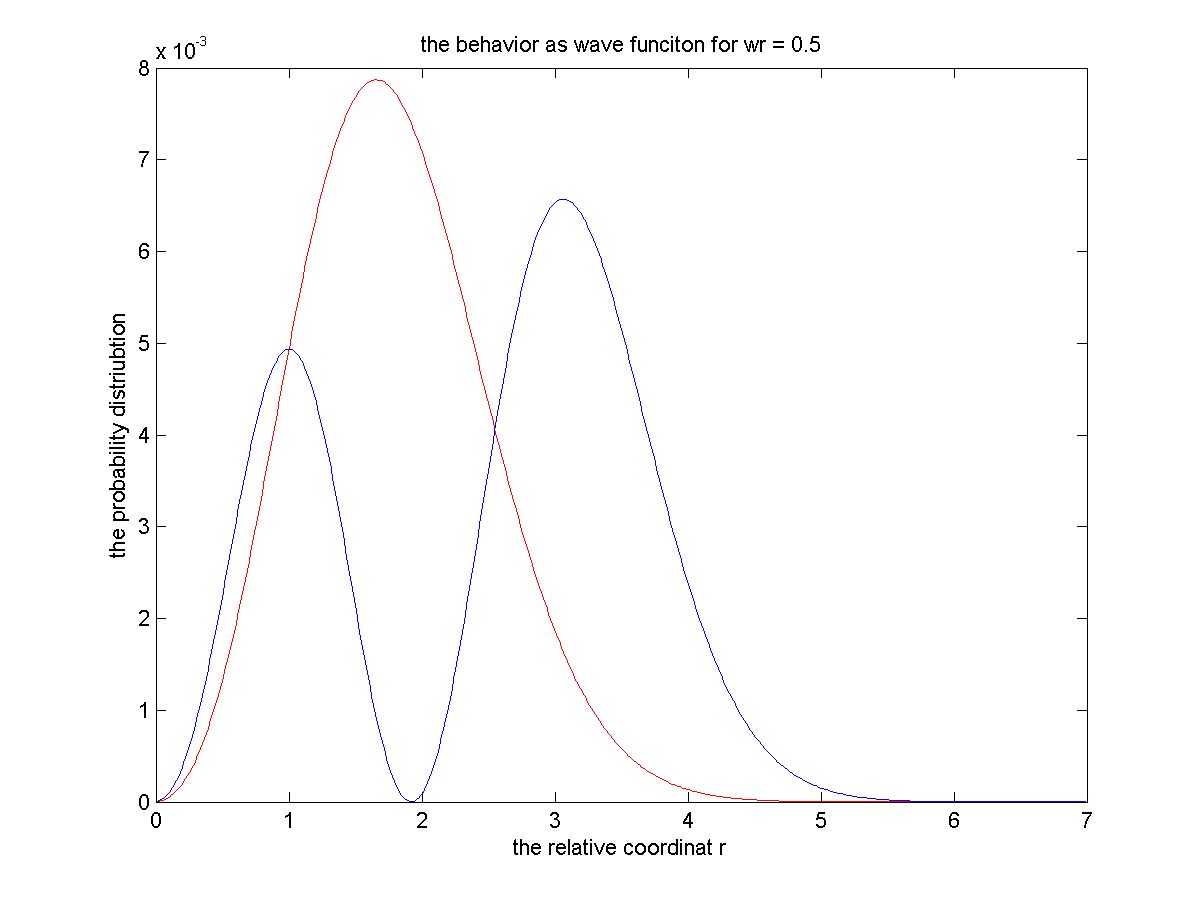 the behavior as wave funciton for wr = 0.5
x 10^-3
8
7
6
5
4
3
2
1
0
the probability distriubtion
0 1 2 3 4 5 6 7
the relative coordinat r